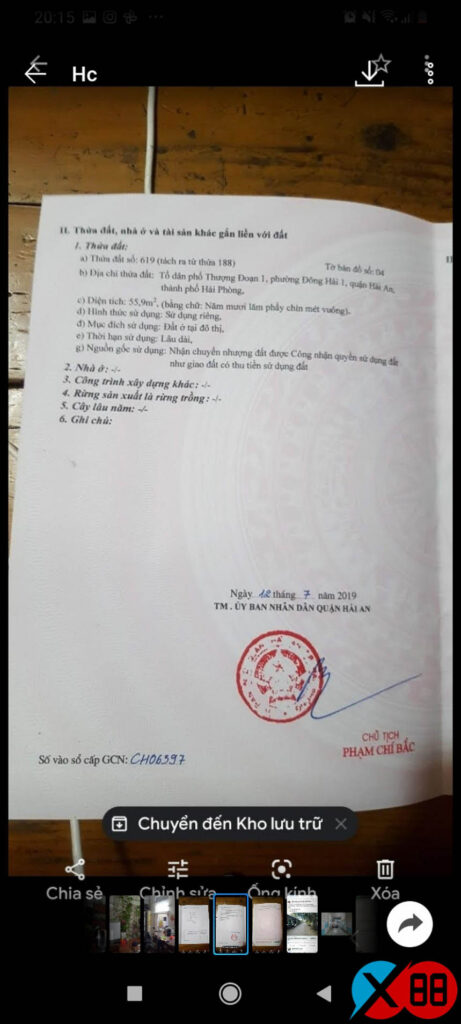 20:15
Hc
II. Thửa đất, nhà ở và tài sản khác gắn liền với đất
1. Thửa đất:
a) Thửa đất số: 619 (tách ra từ thửa 188) Tờ bản đồ số: 04
b) Địa chỉ thửa đất: Tổ dân phố Thượng Đoạn 1, phường Đông Hải 1, quận Hải An,
thành phố Hải Phòng,
c) Diện tích: 55,9m², (bằng chữ: Năm mươi lăm phẩy chín mét vuông).
d) Hình thức sử dụng: Sử dụng riêng,
đ) Mục đích sử dụng: Đất ở tại đô thị,
e) Thời hạn sử dụng: Lâu dài,
g) Nguồn gốc sử dụng: Nhận chuyển nhượng đất được Công nhận quyền sử dụng đất
như giao đất có thu tiền sử dụng đất
2. Nhà ở: -/-
3. Công trình xây dựng khác: -/-
4. Rừng sản xuất là rừng trồng: -/-
5. Cây lâu năm: -/-
6. Ghi chú:
Ngày 12 tháng 7 năm 2019
TM. ỦY BAN NHÂN DÂN QUẬN HẢI AN
CHỦ TỊCH
PHẠM CHÍ BẮC
Số vào sổ cấp GCN: CH06597
Chuyển đến Kho lưu trữ
Chia sẻ Chỉnh sửa Ống kính Xóa
X88